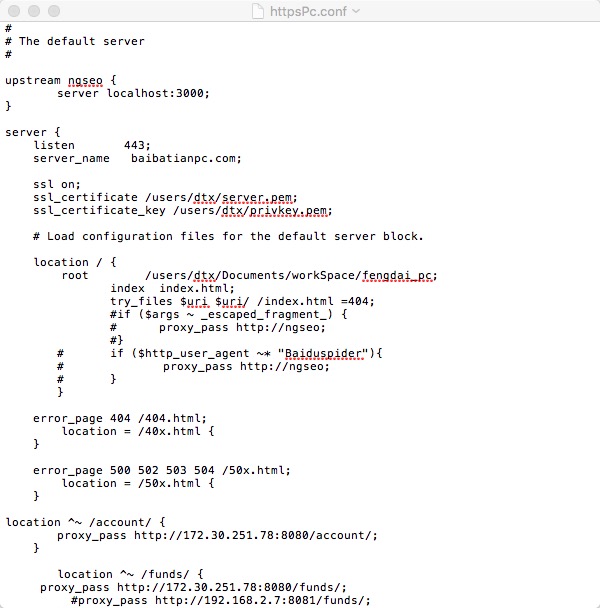 httpsPc.conf
#
# The default server
#
upstream ngseo {
server localhost:3000;
}
server {
listen 443;
server_name baibatianpc.com;
ssl on;
ssl_certificate /users/dtx/server.pem;
ssl_certificate_key /users/dtx/privkey.pem;
# Load configuration files for the default server block.
location / {
root /users/dtx/Documents/workSpace/fengdai_pc;
index index.html;
try_files $uri $uri/ /index.html =404;
#if ($args ~ _escaped_fragment_) {
# proxy_pass http://ngseo;
#}
# if ($http_user_agent ~* "Baiduspider"){
# proxy_pass http://ngseo;
# }
}
error_page 404 /404.html;
location = /40x.html {
}
error_page 500 502 503 504 /50x.html;
location = /50x.html {
}
location ^~ /account/ {
proxy_pass http://172.30.251.78:8080/account/;
}
location ^~ /funds/ {
proxy_pass http://172.30.251.78:8080/funds/;
#proxy_pass http://192.168.2.7:8081/funds/;